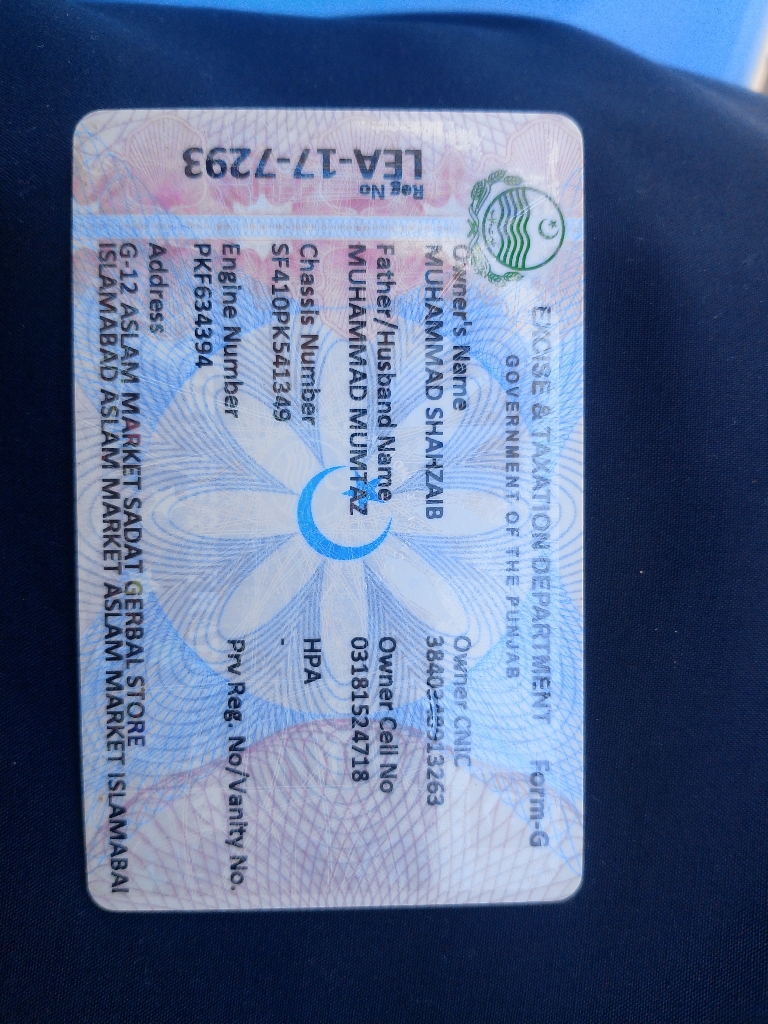 EXCISE & TAXATION DEPARTMENT Form-G
GOVERNMENT OF THE PUNJAB
Reg No
LEA-17-7293
Owner's Name Owner CNIC
MUHAMMAD SHAHZAIB
Father/Husband Name Owner Cell No
MUHAMMAD MUMTAZ 03181524718
Chassis Number HPA
SF410PK541349 -
Engine Number Prv Reg. No/Vanity No.
PKF634394
Address
G-12 ASLAM MARKET SADAT GERBAL STORE
ISLAMABAD ASLAM MARKET ASLAM MARKET ISLAMABAI